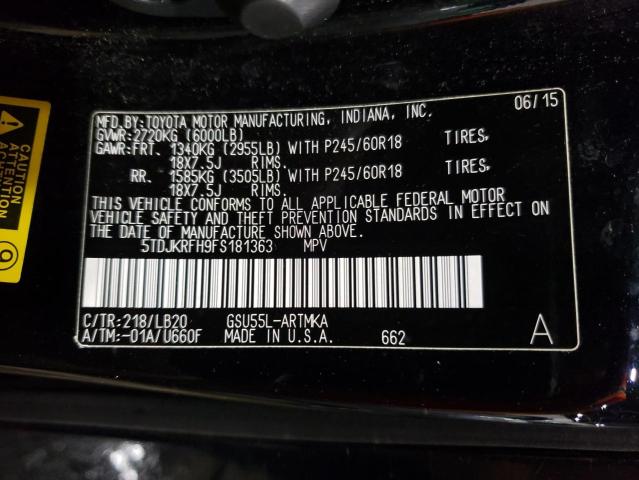 MFD.BY:TOYOTA MOTOR MANUFACTURING, INDIANA, INC. 06/15
GVWR:2720KG (6000LB)
GAWR:FRT. 1340KG (2955LB) WITH P245/60R18 TIRES,
18X7.5J RIMS.
RR. 1585KG (3505LB) WITH P245/60R18 TIRES,
18X7.5J RIMS.
THIS VEHICLE CONFORMS TO ALL APPLICABLE FEDERAL MOTOR
VEHICLE SAFETY AND THEFT PREVENTION STANDARDS IN EFFECT ON
THE DATE OF MANUFACTURE SHOWN ABOVE.
5TDJKRFH9FS181363 MPV
C/TR:218/LB20 GSU55L-ARTMKA
A/TM:-01A/U660F MADE IN U.S.A. 662 A